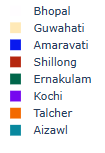 Bhopal
Guwahati
Amaravati
Shillong
Ernakulam
Kochi
Talcher
Aizawl